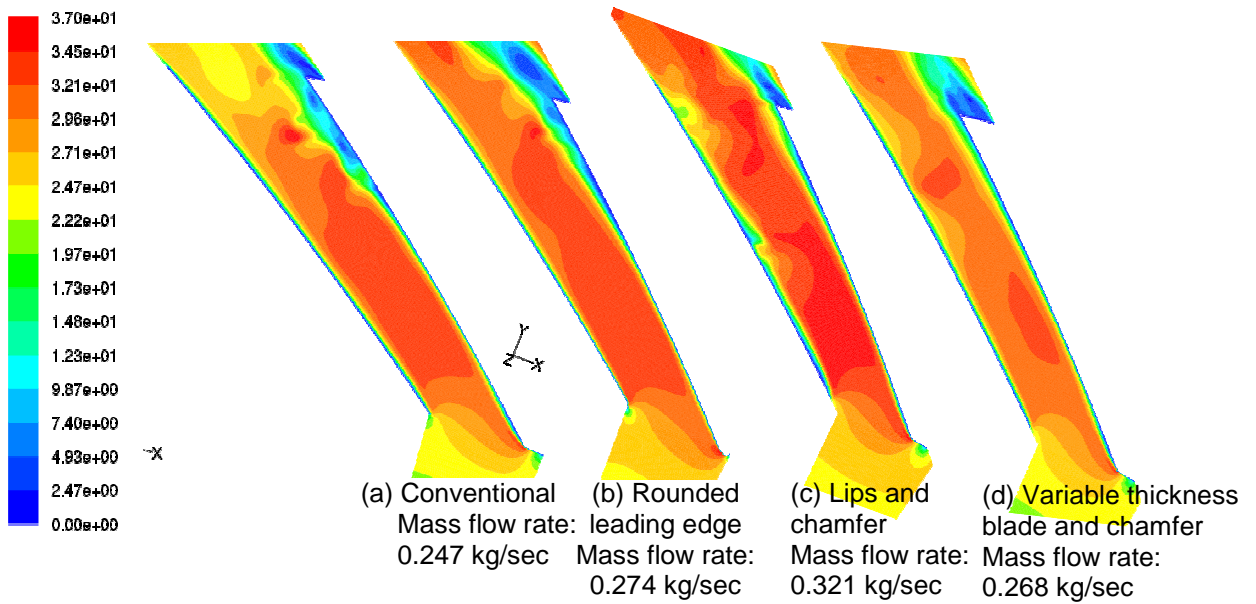 3.70e+01
3.45e+01
3.21e+01
2.96e+01
2.71e+01
2.47e+01
2.22e+01
1.97e+01
1.73e+01
1.48e+01
1.23e+01
9.87e+00
7.40e+00
4.93e+00
2.47e+00
0.00e+00
X
Y
Z X
(a) Conventional
Mass flow rate:
0.247 kg/sec
(b) Rounded
leading edge
Mass flow rate:
0.274 kg/sec
(c) Lips and
chamfer
Mass flow rate:
0.321 kg/sec
(d) Variable thickness
blade and chamfer
Mass flow rate:
0.268 kg/sec